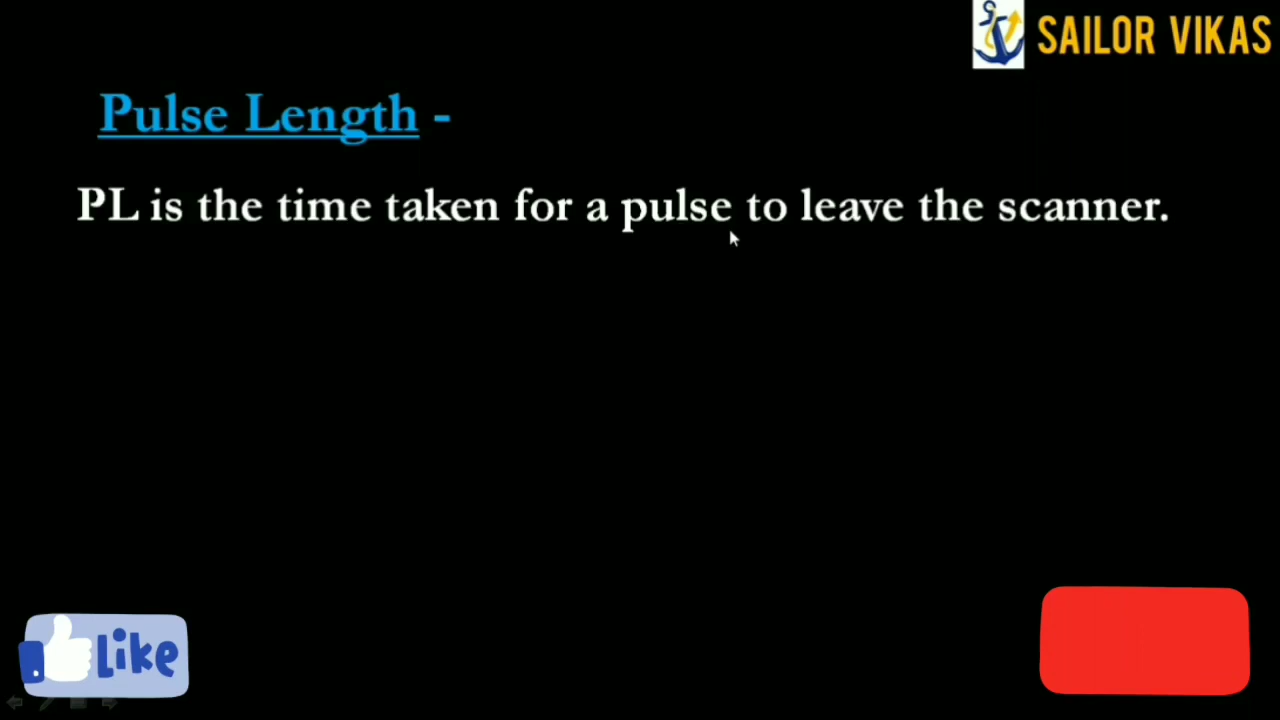 SAILOR VIKAS
Pulse Length -
PL is the time taken for a pulse to leave the scanner.
Like